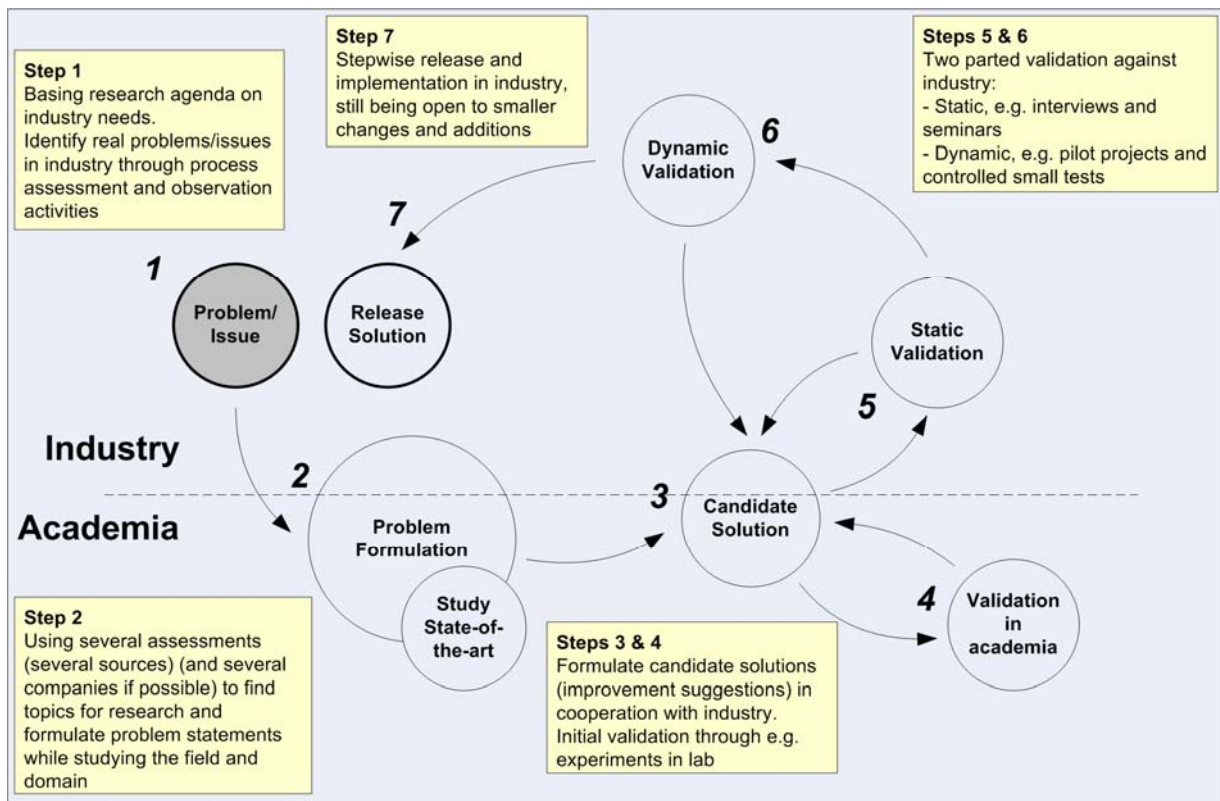 Step 1
Basing research agenda on
industry needs.
Identify real problems/issues
in industry through process
assessment and observation
activities
Step 7
Stepwise release and
implementation in industry,
still being open to smaller
changes and additions
Steps 5 & 6
Two parted validation against
industry:
- Static, e.g. interviews and
seminars
- Dynamic, e.g. pilot projects and
controlled small tests
6
Dynamic
Validation
7
1
Problem/
Issue
Release
Solution
Static
Validation
5
Industry
2
3
Candidate
Solution
Academia
Problem
Formulation
Study
State-of-
the-art
4
Validation
in
academia
Step 2
Using several assessments
(several sources) (and several
companies if possible) to find
topics for research and
formulate problem statements
while studying the field and
domain
Steps 3 & 4
Formulate candidate solutions
(improvement suggestions) in
cooperation with industry.
Initial validation through e.g.
experiments in lab